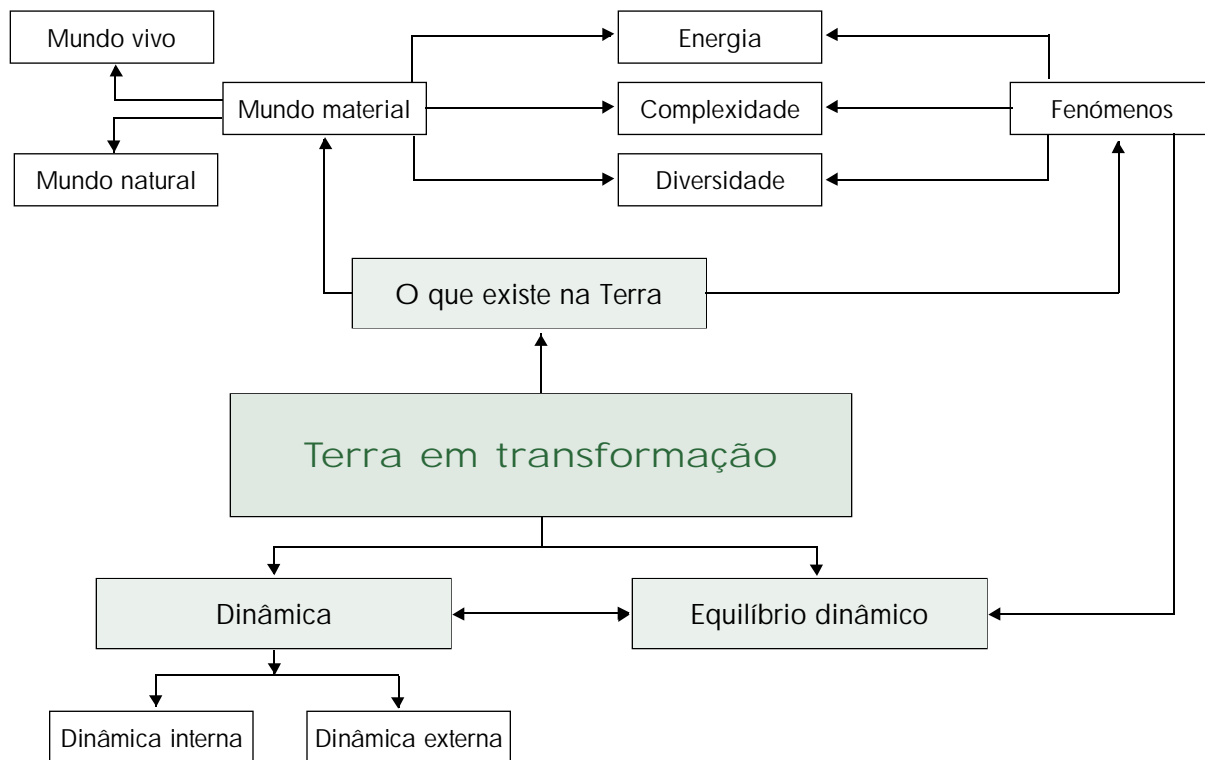 Mundo vivo
Energia
Mundo material
Complexidade
Fenómenos
Mundo natural
Diversidade
O que existe na Terra
Terra em transformação
Dinâmica
Equilíbrio dinâmico
Dinâmica interna
Dinâmica externa